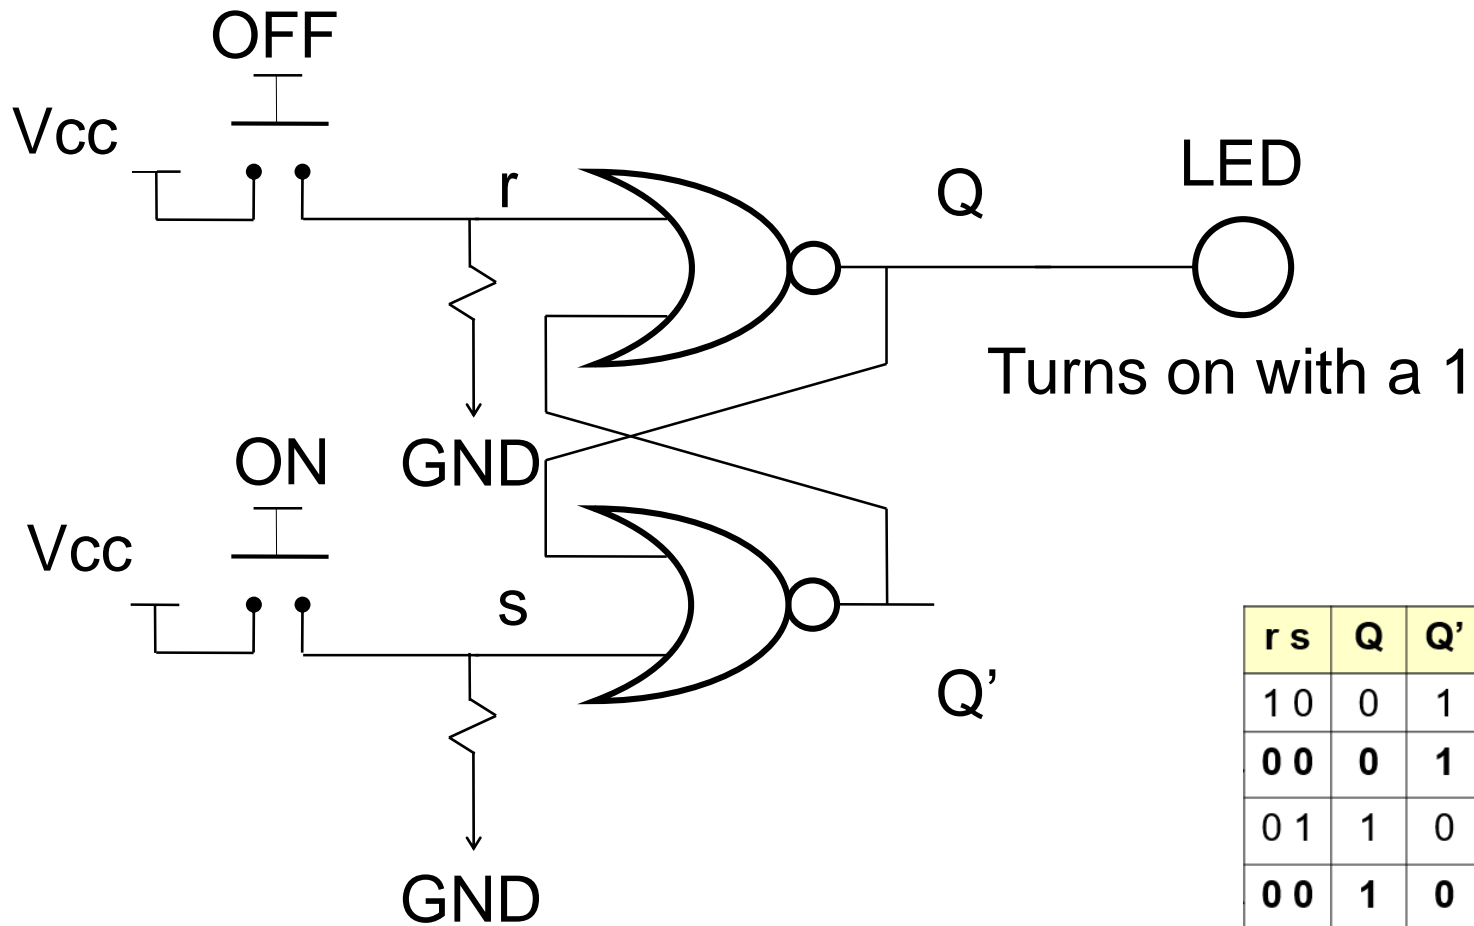 OFF
Vcc
r
Q
LED
Turns on with a 1
GND
ON
Vcc
s
Q’
GND
r s Q Q’
1 0 0 1
0 0 0 1
0 1 1 0
0 0 1 0